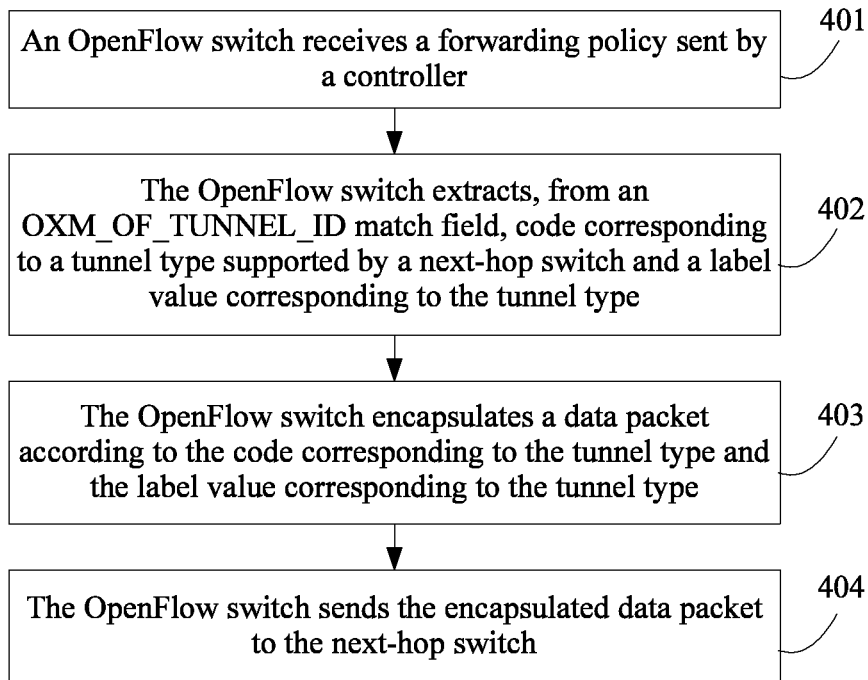 An OpenFlow switch receives a forwarding policy sent by
a controller
401
The OpenFlow switch extracts, from an
OXM_OF_TUNNEL_ID match field, code corresponding
to a tunnel type supported by a next-hop switch and a label
value corresponding to the tunnel type
402
The OpenFlow switch encapsulates a data packet
according to the code corresponding to the tunnel type and
the label value corresponding to the tunnel type
403
The OpenFlow switch sends the encapsulated data packet
to the next-hop switch
404